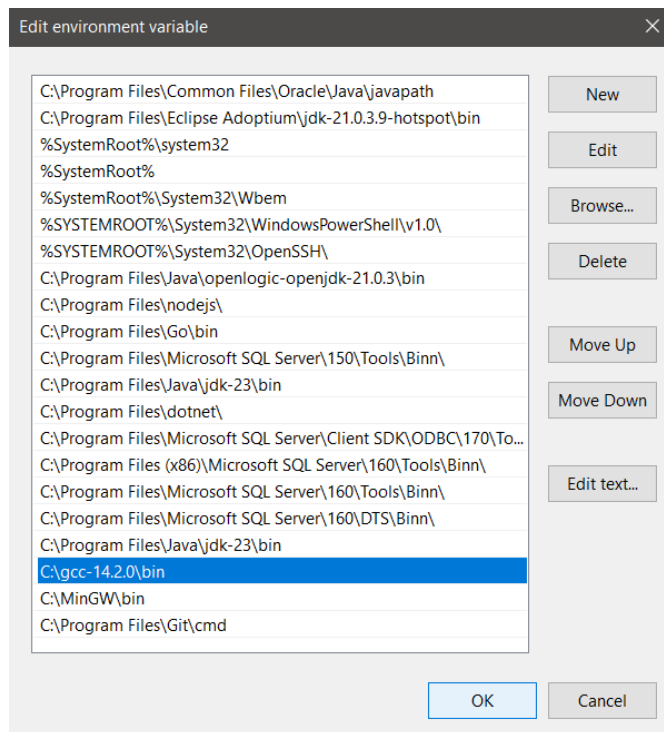 Edit environment variable
C:\Program Files\Common Files\Oracle\Java\javapath
C:\Program Files\Eclipse Adoptium\jdk-21.0.3.9-hotspot\bin
%SystemRoot%\system32
%SystemRoot%
%SystemRoot%\System32\Wbem
%SYSTEMROOT%\System32\WindowsPowerShell\v1.0\
%SYSTEMROOT%\System32\OpenSSH\
C:\Program Files\Java\openlogic-openjdk-21.0.3\bin
C:\Program Files\nodejs\
C:\Program Files\Go\bin
C:\Program Files\Microsoft SQL Server\150\Tools\Binn\
C:\Program Files\Java\jdk-23\bin
C:\Program Files\dotnet\
C:\Program Files\Microsoft SQL Server\Client SDK\ODBC\170\To...
C:\Program Files (x86)\Microsoft SQL Server\160\Tools\Binn\
C:\Program Files\Microsoft SQL Server\160\Tools\Binn\
C:\Program Files\Microsoft SQL Server\160\DTS\Binn\
C:\Program Files\Java\jdk-23\bin
C:\gcc-14.2.0\bin
C:\MinGW\bin
C:\Program Files\Git\cmd
New
Edit
Browse...
Delete
Move Up
Move Down
Edit text...
OK
Cancel